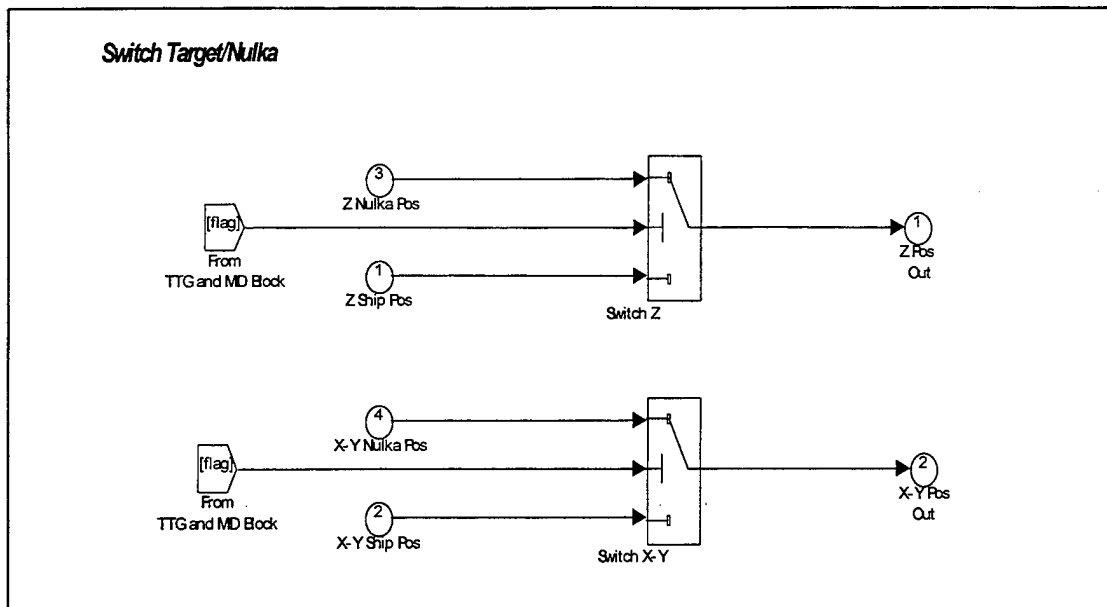 Switch Target/Nulka
3
Z Nulka Pos
[flag]
From
TTG and MD Block
1
Z Ship Pos
Switch Z
1
Z Pos
Out
4
X-Y Nulka Pos
[flag]
From
TTG and MD Block
2
X-Y Ship Pos
Switch X-Y
2
X-Y Pos
Out